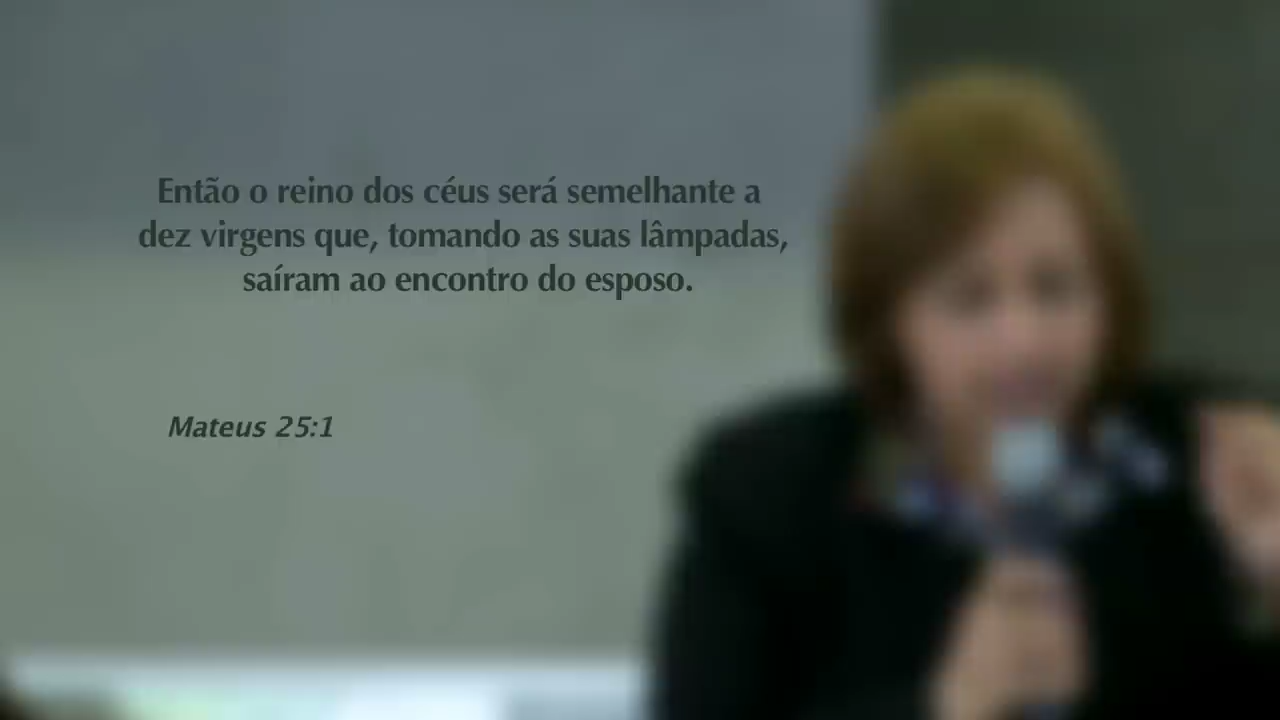 Então o reino dos céus será semelhante a
dez virgens que, tomando as suas lâmpadas,
saíram ao encontro do esposo.
Mateus 25:1